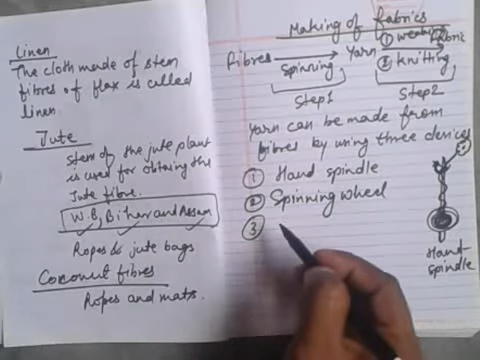 Linen
The cloth made of stem
fibres of flax is called
linen.
Jute
stem of the jute plant
is used for obtaining the
Jute fibre.
W.B, Bihar and Assam
Ropes & jute bags
Coconut fibres
Ropes and mats.
Making of fabrics
Fibres → Yarn
Spinning
① weaving
fabric
② knitting
Step1
Step2
Yarn can be made from
fibres by using three devices
① Hand spindle
② Spinning wheel
③
Hand-
spindle